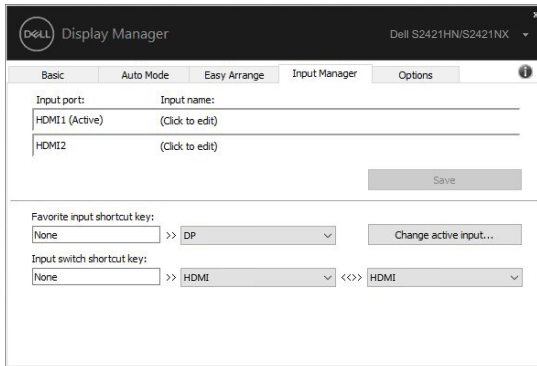 DELL Display Manager Dell S2421HN/S2421NX
Basic Auto Mode Easy Arrange Input Manager Options
Input port: Input name:
HDMI1 (Active) (Click to edit)
HDMI2 (Click to edit)
Save
Favorite input shortcut key:
None >> DP Change active input...
Input switch shortcut key:
None >> HDMI <<>> HDMI